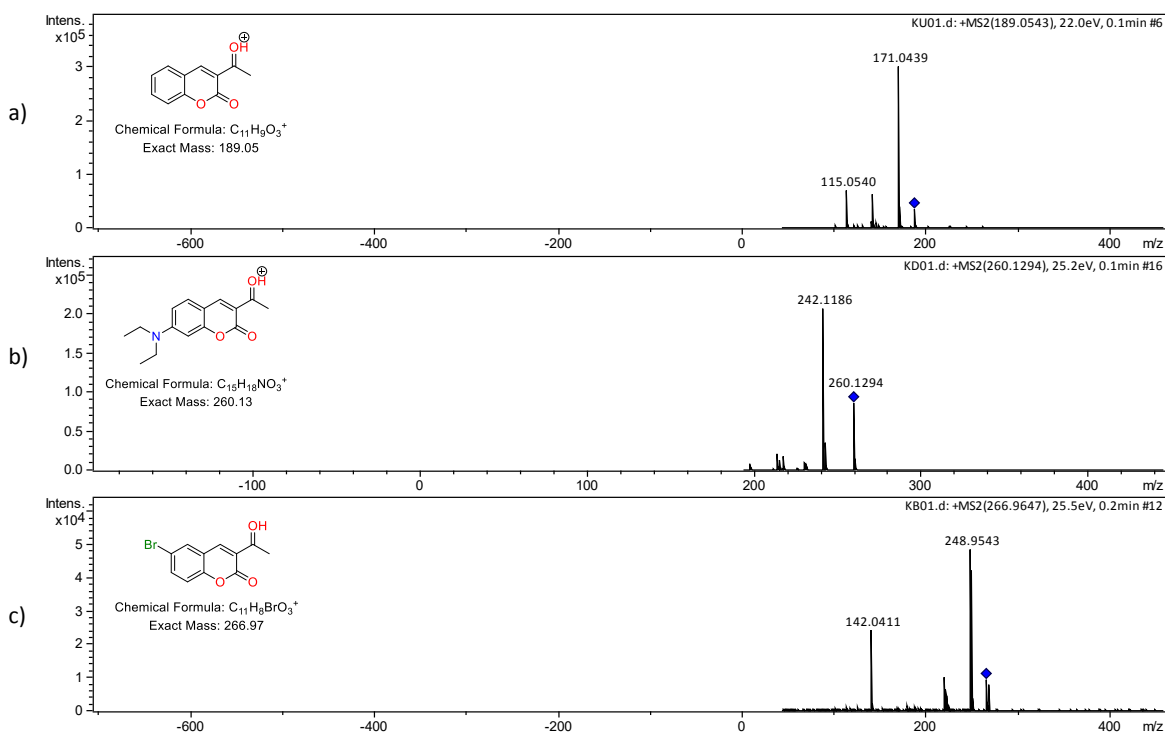 a)
Intens.
x10⁵
KU01.d: +MS2(189.0543), 22.0eV, 0.1min #6
OH
O
O
Chemical Formula: C₁₁H₉O₃⁺
Exact Mass: 189.05
171.0439
115.0540
3
2
1
0
-600
-400
-200
0
200
400
m/z
b)
Intens.
x10⁵
KD01.d: +MS2(260.1294), 25.2eV, 0.1min #16
OH
N
O
O
Chemical Formula: C₁₅H₁₈NO₃⁺
Exact Mass: 260.13
242.1186
260.1294
2.0
1.5
1.0
0.5
0.0
-100
0
100
200
300
400
m/z
c)
Intens.
x10⁴
KB01.d: +MS2(266.9647), 25.5eV, 0.2min #12
OH
Br
O
O
Chemical Formula: C₁₁H₈BrO₃⁺
Exact Mass: 266.97
248.9543
142.0411
5
4
3
2
1
0
-600
-400
-200
0
200
400
m/z